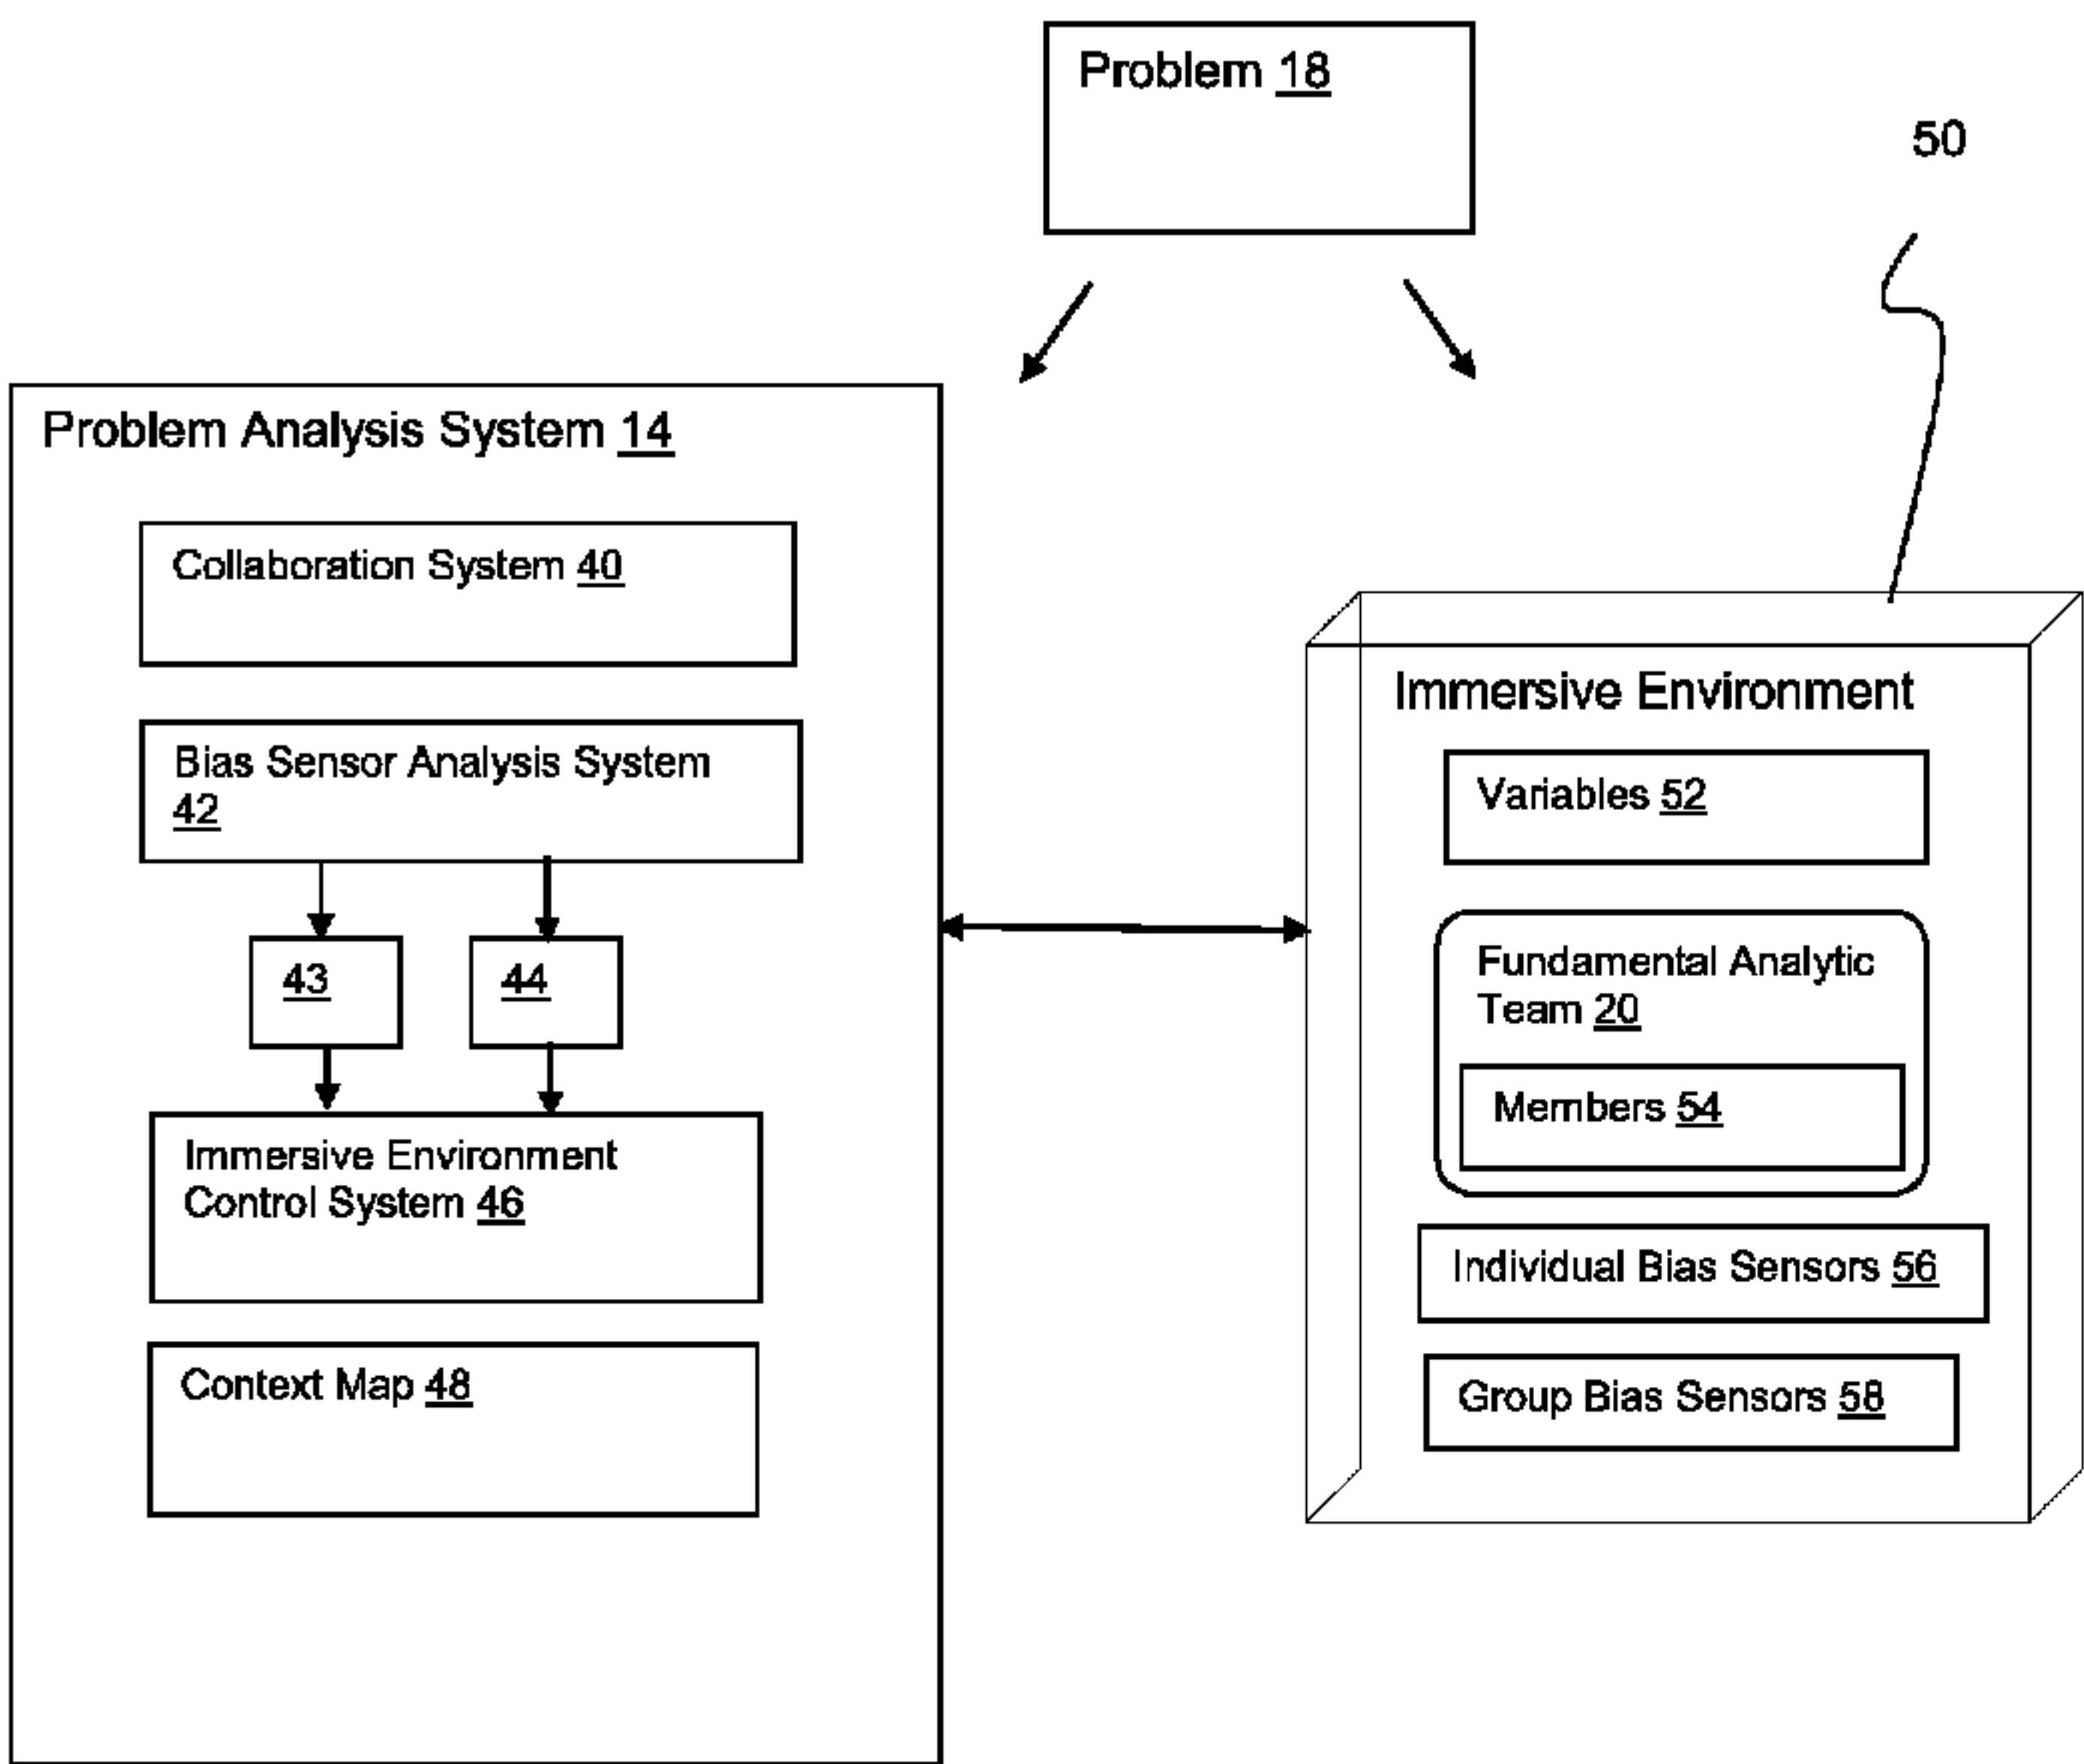 Problem 18
50
Problem Analysis System 14
Collaboration System 40
Bias Sensor Analysis System
42
43
44
Immersive Environment
Control System 46
Context Map 48
Immersive Environment
Variables 52
Fundamental Analytic
Team 20
Members 54
Individual Bias Sensors 56
Group Bias Sensors 58